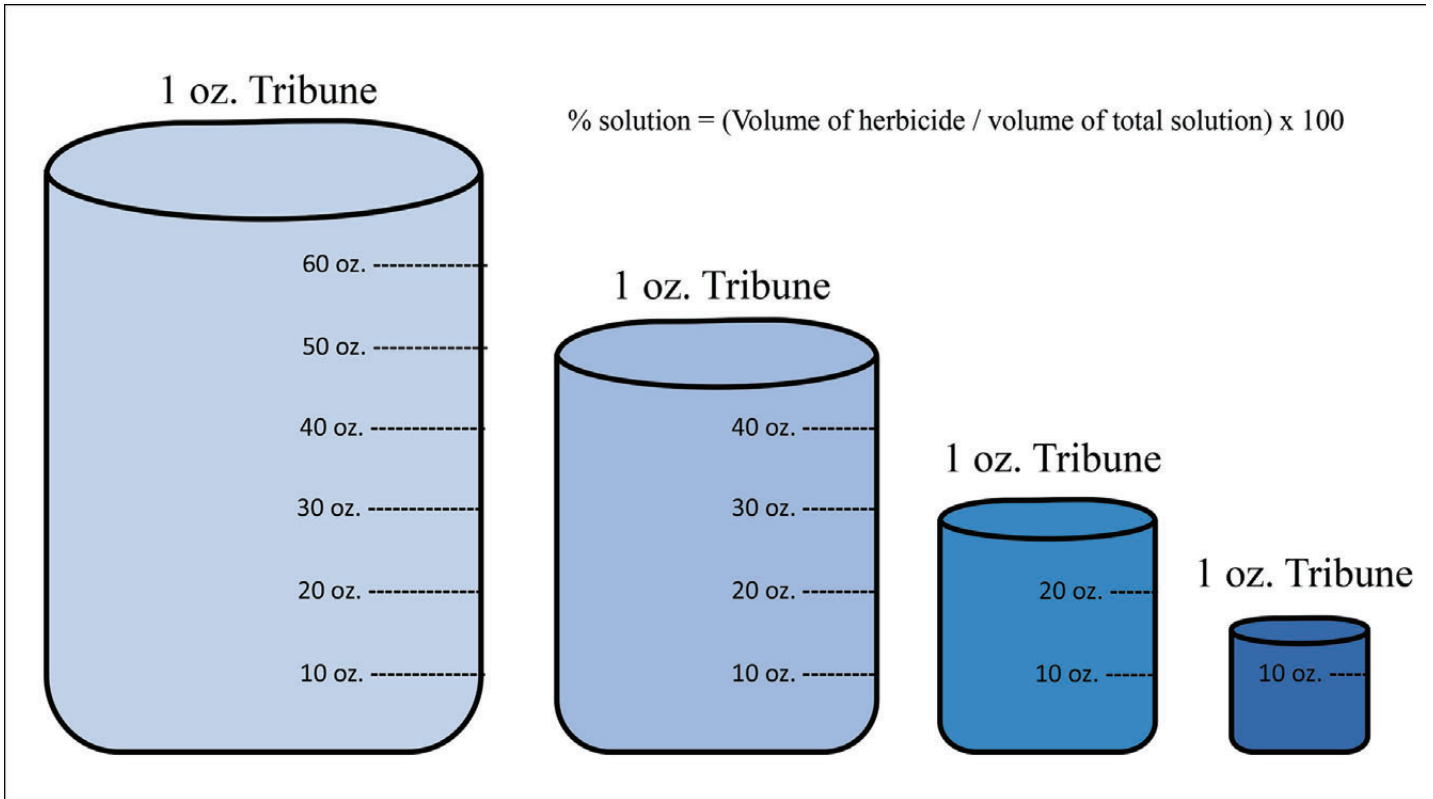 1 oz. Tribune
% solution = (Volume of herbicide / volume of total solution) x 100
60 oz.
50 oz.
40 oz.
30 oz.
20 oz.
10 oz.
1 oz. Tribune
40 oz.
30 oz.
20 oz.
10 oz.
1 oz. Tribune
20 oz.
10 oz.
1 oz. Tribune
10 oz.